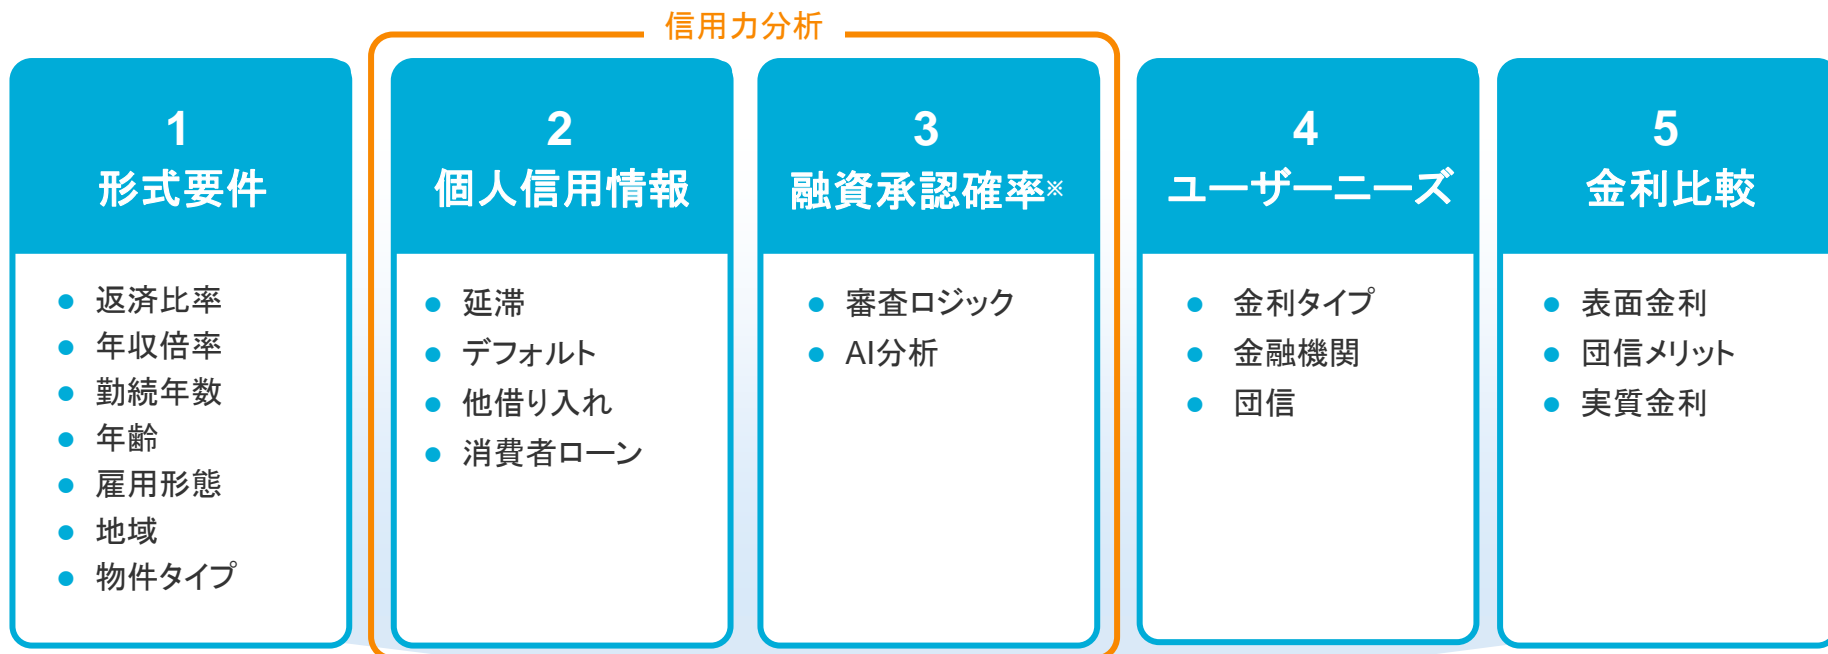 信用力分析
1
形式要件
返済比率
年収倍率
勤続年数
年齢
雇用形態
地域
物件タイプ
2
個人信用情報
延滞
デフォルト
他借り入れ
消費者ローン
3
融資承認確率※
審査ロジック
AI分析
4
ユーザーニーズ
金利タイプ
金融機関
団信
5
金利比較
表面金利
団信メリット
実質金利